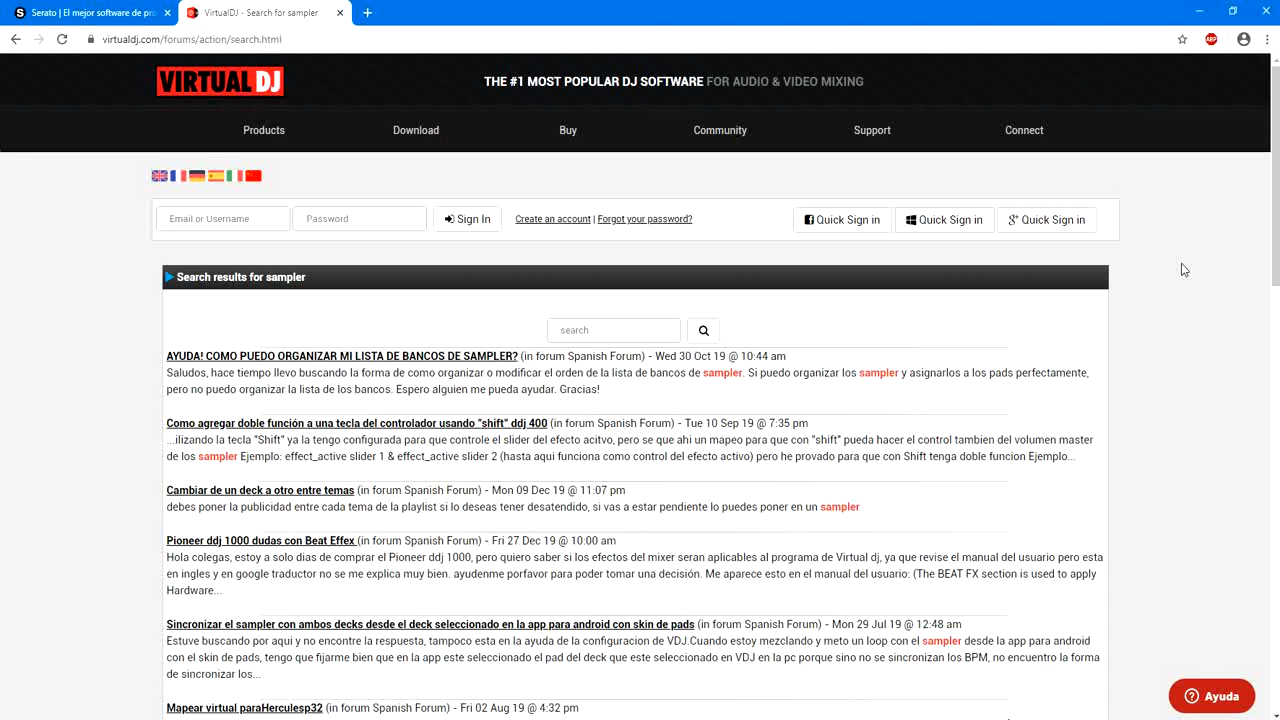 Serato | El mejor software de pro
VirtualDJ - Search for sampler
virtualdj.com/forums/action/search.html
ABP
VIRTUAL DJ
THE #1 MOST POPULAR DJ SOFTWARE FOR AUDIO & VIDEO MIXING
Products Download Buy Community Support Connect
Email or Username Password Sign In Create an account | Forgot your password? Quick Sign in Quick Sign in Quick Sign in
Search results for sampler
search
AYUDA! COMO PUEDO ORGANIZAR MI LISTA DE BANCOS DE SAMPLER? (in forum Spanish Forum) - Wed 30 Oct 19 @ 10:44 am
Saludos, hace tiempo llevo buscando la forma de como organizar o modificar el orden de la lista de bancos de sampler. Si puedo organizar los sampler y asignarlos a los pads perfectamente,
pero no puedo organizar la lista de los bancos. Espero alguien me pueda ayudar. Gracias!
Como agregar doble función a una tecla del controlador usando "shift" ddj 400 (in forum Spanish Forum) - Tue 10 Sep 19 @ 7:35 pm
...ilizando la tecla "Shift" ya la tengo configurada para que controle el slider del efecto acitvo, pero se que ahi un mapeo para que con "shift" pueda hacer el control tambien del volumen master
de los sampler Ejemplo: effect_active slider 1 & effect_active slider 2 (hasta aqui funciona como control del efecto activo) pero he provado para que con Shift tenga doble funcion Ejemplo...
Cambiar de un deck a otro entre temas (in forum Spanish Forum) - Mon 09 Dec 19 @ 11:07 pm
debes poner la publicidad entre cada tema de la playlist si lo deseas tener desatendido, si vas a estar pendiente lo puedes poner en un sampler
Pioneer ddj 1000 dudas con Beat Effex (in forum Spanish Forum) - Fri 27 Dec 19 @ 10:00 am
Hola colegas, estoy a solo dias de comprar el Pioneer ddj 1000, pero quiero saber si los efectos del mixer seran aplicables al programa de Virtual dj, ya que revise el manual del usuario pero esta
en ingles y en google traductor no se me explica muy bien. ayudenme porfavor para poder tomar una decisión. Me aparece esto en el manual del usuario: (The BEAT FX section is used to apply
Hardware...
Sincronizar el sampler con ambos decks desde el deck seleccionado en la app para android con skin de pads (in forum Spanish Forum) - Mon 29 Jul 19 @ 12:48 am
Estuve buscando por aqui y no encontre la respuesta, tampoco esta en la ayuda de la configuracion de VDJ.Cuando estoy mezclando y meto un loop con el sampler desde la app para android
con el skin de pads, tengo que fijarme bien que en la app este seleccionado el pad del deck que este seleccionado en VDJ en la pc porque sino no se sincronizan los BPM, no encuentro la forma
de sincronizar los...
Mapear virtual paraHerculesp32 (in forum Spanish Forum) - Fri 02 Aug 19 @ 4:32 pm
Ayuda